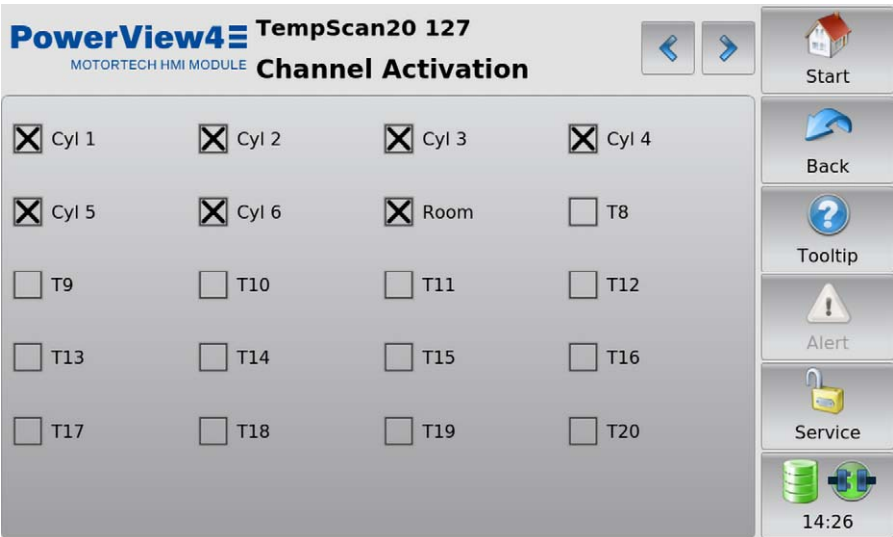 PowerView4
MOTORTECH HMI MODULE
TempScan20 127
Channel Activation
Cyl 1 Cyl 2 Cyl 3 Cyl 4
Cyl 5 Cyl 6 Room T8
T9 T10 T11 T12
T13 T14 T15 T16
T17 T18 T19 T20
Start
Back
Tooltip
Alert
Service
14:26